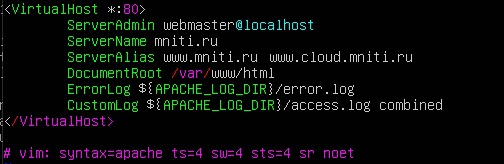 <VirtualHost *:80>
ServerAdmin webmaster@localhost
ServerName mniti.ru
ServerAlias www.mniti.ru www.cloud.mniti.ru
DocumentRoot /var/www/html
ErrorLog ${APACHE_LOG_DIR}/error.log
CustomLog ${APACHE_LOG_DIR}/access.log combined
</VirtualHost>
# vim: syntax=apache ts=4 sw=4 sts=4 sr noet